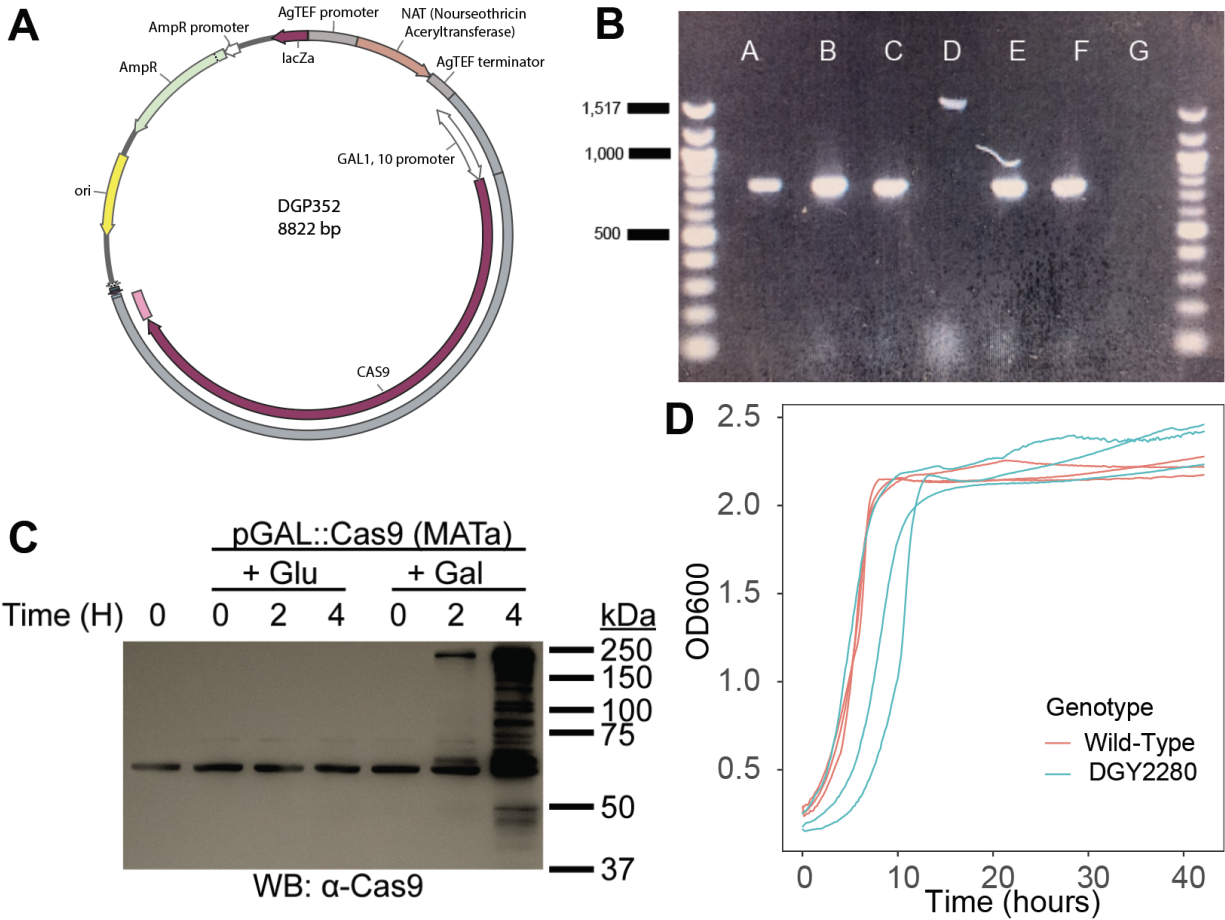 A
AgTEF promoter
NAT (Nourseothricin
Aceryltransferase)
AmpR promoter
lacZa
AgTEF terminator
AmpR
GAL1, 10 promoter
ori
DGP352
8822 bp
CAS9
B
A B C D E F G
1,517
1,000
500
C
pGAL::Cas9 (MATa)
+ Glu + Gal
Time (H) 0 0 2 4 0 2 4 kDa
250
150
100
75
50
37
WB: α-Cas9
D
2.5
2.0
1.5
1.0
0.5
OD600
Genotype
Wild-Type
DGY2280
0 10 20 30 40
Time (hours)